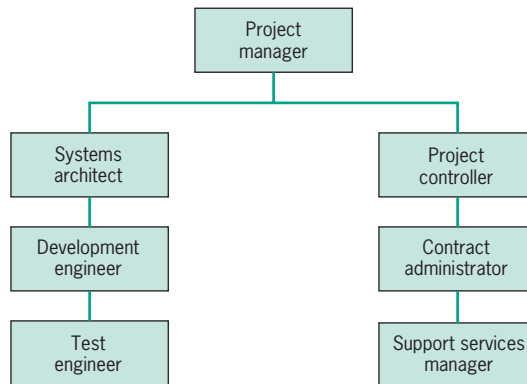 Project
manager
Systems
architect
Project
controller
Development
engineer
Contract
administrator
Test
engineer
Support services
manager